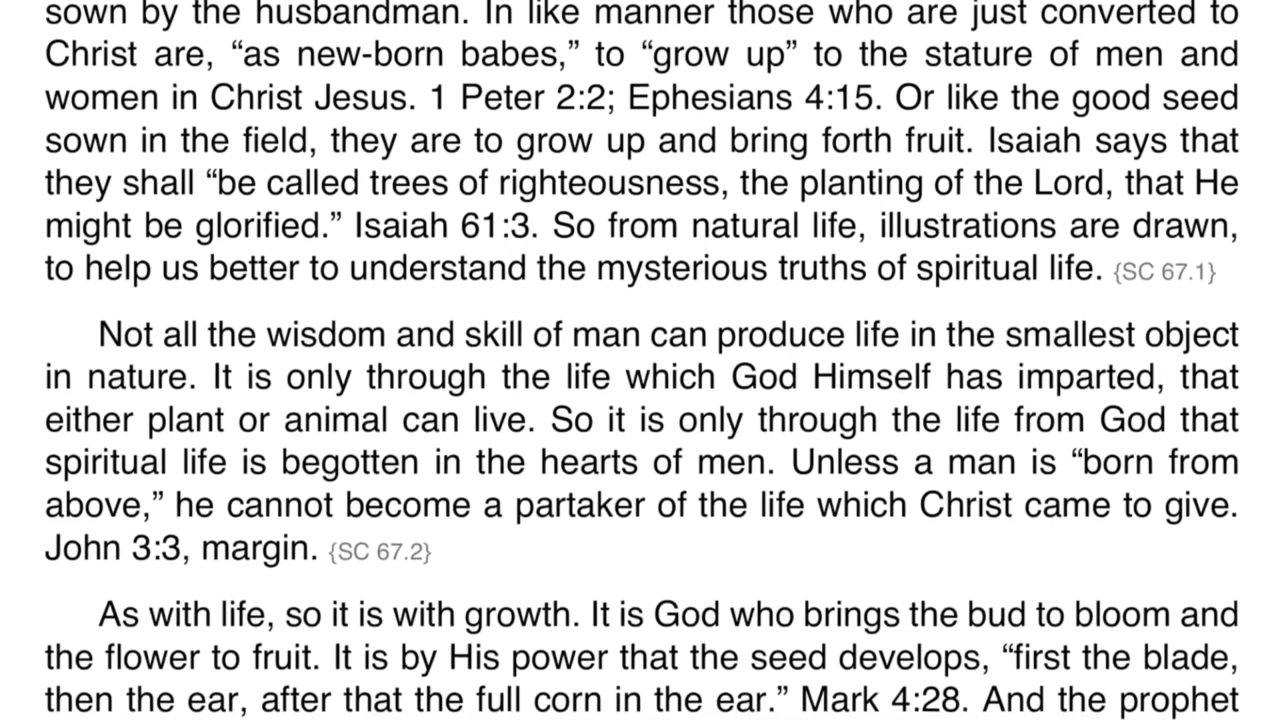 sown by the husbandman. In like manner those who are just converted to
Christ are, “as new-born babes,” to “grow up” to the stature of men and
women in Christ Jesus. 1 Peter 2:2; Ephesians 4:15. Or like the good seed
sown in the field, they are to grow up and bring forth fruit. Isaiah says that
they shall “be called trees of righteousness, the planting of the Lord, that He
might be glorified.” Isaiah 61:3. So from natural life, illustrations are drawn,
to help us better to understand the mysterious truths of spiritual life. {SC 67.1}
Not all the wisdom and skill of man can produce life in the smallest object
in nature. It is only through the life which God Himself has imparted, that
either plant or animal can live. So it is only through the life from God that
spiritual life is begotten in the hearts of men. Unless a man is “born from
above,” he cannot become a partaker of the life which Christ came to give.
John 3:3, margin. {SC 67.2}
As with life, so it is with growth. It is God who brings the bud to bloom and
the flower to fruit. It is by His power that the seed develops, “first the blade,
then the ear, after that the full corn in the ear.” Mark 4:28. And the prophet